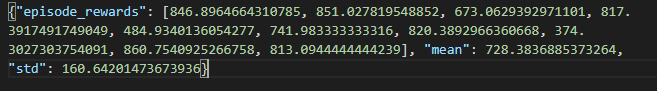 {"episode_rewards": [846.8964664310785, 851.027819548852, 673.0629392971101, 817.
3917491749049, 484.9340136054277, 741.983333333316, 820.3892966360668, 374.
3027303754091, 860.7540925266758, 813.0944444444239], "mean": 728.3836885373264,
"std": 160.64201473673936}